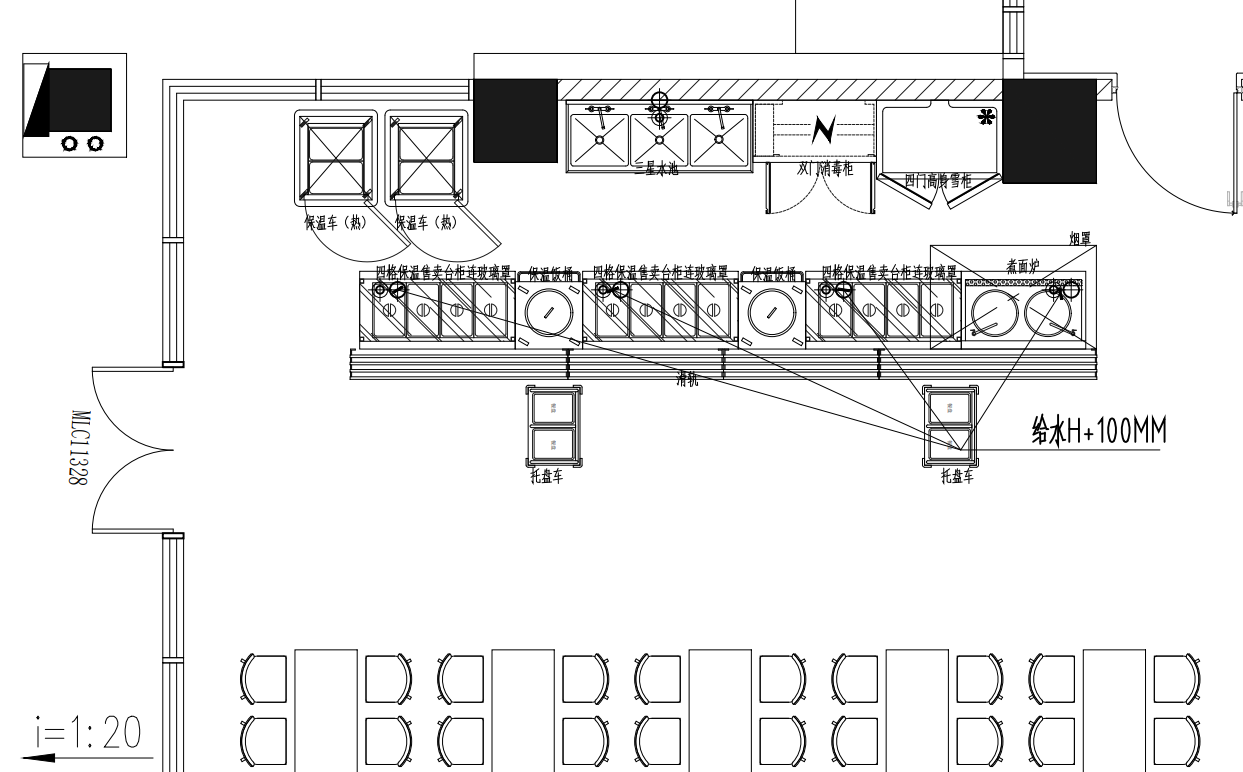 三星水池
双门消毒柜
四门高身雪柜
保温车（热）
保温车（热）
烟罩
四格保温售卖台柜连玻璃罩
保温饭桶
四格保温售卖台柜连玻璃罩
保温饭桶
四格保温售卖台柜连玻璃罩
煮面炉
滑轨
MLC11328
给水H+100MM
托盘车
托盘车
i=1:20